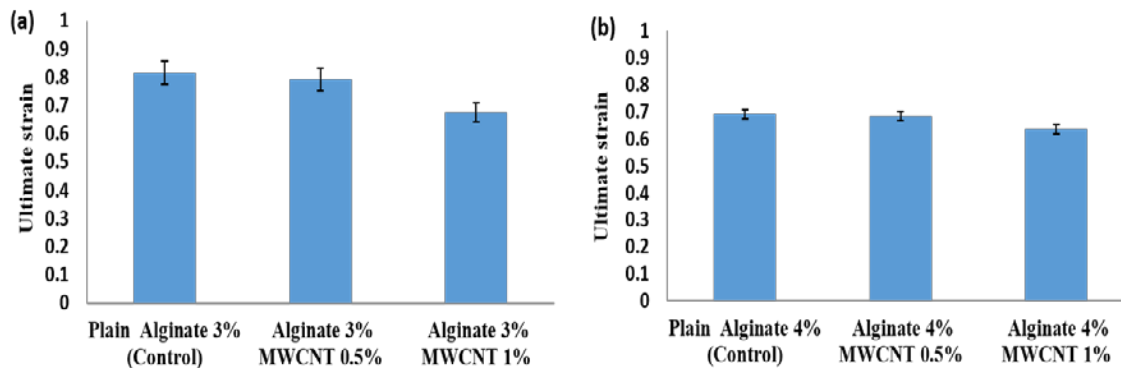 (a)
Ultimate strain
1
0.9
0.8
0.7
0.6
0.5
0.4
0.3
0.2
0.1
0
Plain Alginate 3%
(Control)
Alginate 3%
MWCNT 0.5%
Alginate 3%
MWCNT 1%
(b)
Ultimate strain
1
0.9
0.8
0.7
0.6
0.5
0.4
0.3
0.2
0.1
0
Plain Alginate 4%
(Control)
Alginate 4%
MWCNT 0.5%
Alginate 4%
MWCNT 1%